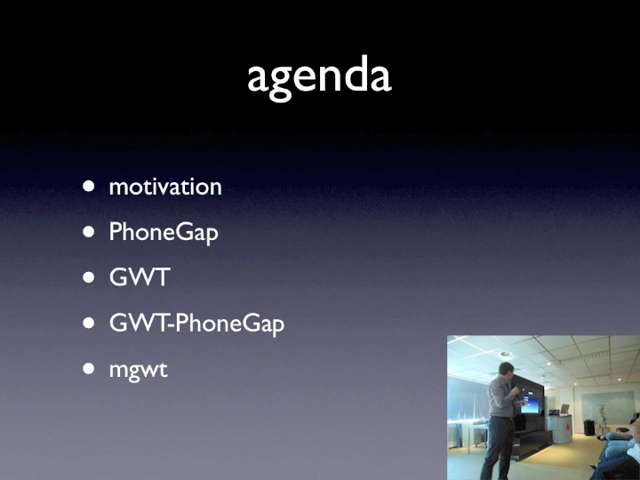 agenda
• motivation
• PhoneGap
• GWT
• GWT-PhoneGap
• mgwt